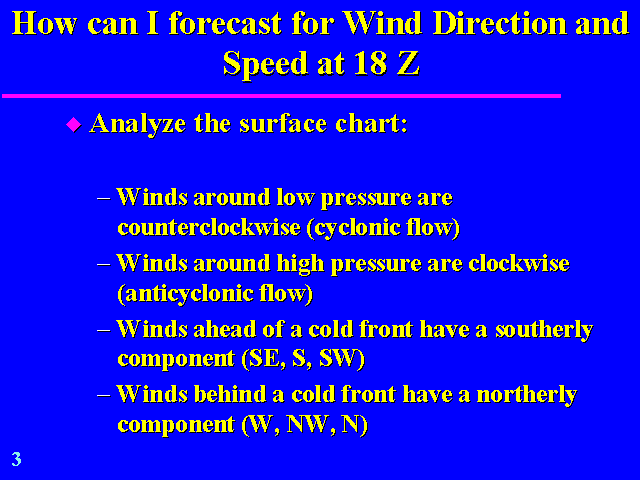 How can I forecast for Wind Direction and
Speed at 18 Z
Analyze the surface chart:
– Winds around low pressure are
counterclockwise (cyclonic flow)
– Winds around high pressure are clockwise
(anticyclonic flow)
– Winds ahead of a cold front have a southerly
component (SE, S, SW)
– Winds behind a cold front have a northerly
component (W, NW, N)
3